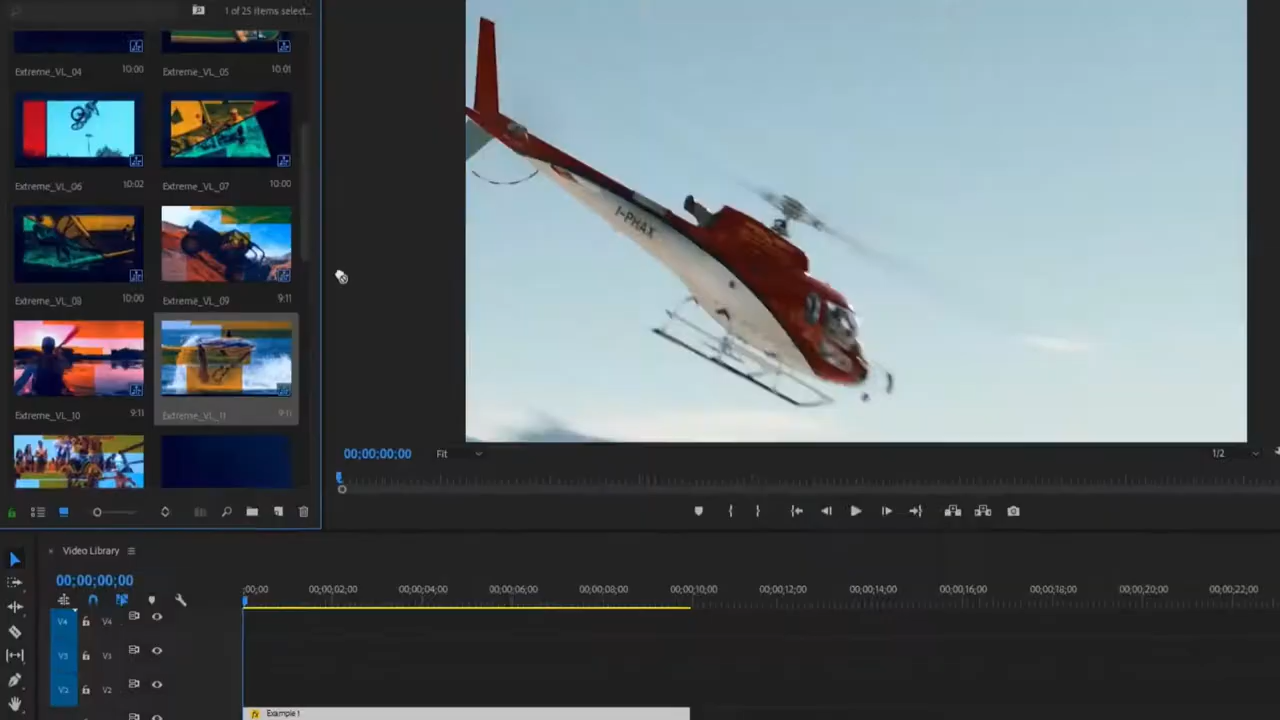 1 of 25 items select...
Extreme_VL_04 10:00
Extreme_VL_05 10:01
Extreme_VL_06 10:02
Extreme_VL_07 10:00
Extreme_VL_08 10:00
Extreme_VL_09 9:11
Extreme_VL_10 9:11
Extreme_VL_11 9:11
I-PHAX
00;00;00;00 Fit 1/2
Video Library
00;00;00;00
;00;00 00;00;02;00 00;00;04;00 00;00;06;00 00;00;08;00 00;00;10;00 00;00;12;00 00;00;14;00 00;00;16;00 00;00;18;00 00;00;20;00 00;00;22;00
V4 V4
V3 V3
V2 V2
fx Example 1